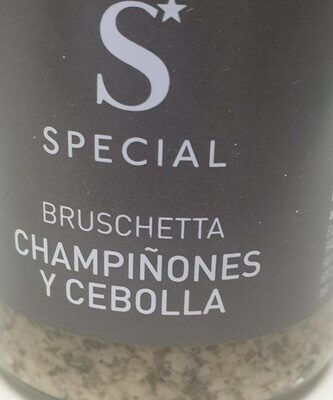 S
SPECIAL
BRUSCHETTA
CHAMPIÑONES
Y CEBOLLA